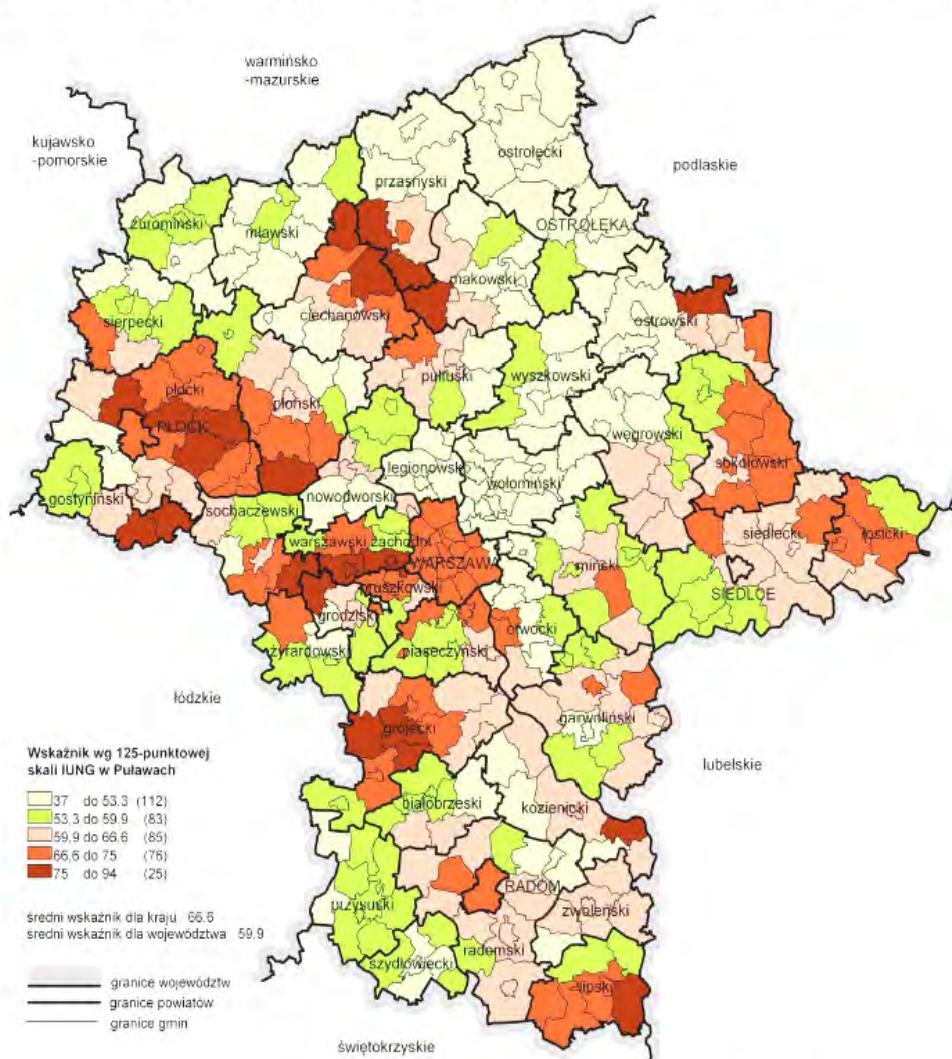 warmińsko
-mazurskie
kujawsko
-pomorskie
ostrołęcki
podlaskie
przasnyski
żuromiński
mławski
OSTROŁĘKA
makowski
ciechanowski
ostrowski
sierpecki
pułtuski
wyszkowski
płocki
płoński
PŁOCK
węgrowski
legionowski
sokołowski
wołomiński
gostyniński
nowodworski
sochaczewski
siedlecki
łosicki
warszawski zachodni
WARSZAWA
miński
pruszkowski
SIEDLCE
grodziski
otwocki
żyrardowski
piaseczyński
łódzkie
garwoliński
grójecki
lubelskie
Wskaźnik wg 125-punktowej
skali IUNG w Puławach
37 do 53.3 (112)
53,3 do 59.9 (83)
59,9 do 66.6 (85)
66,6 do 75 (76)
75 do 94 (25)
białobrzeski
kozienicki
RADOM
przysuski
zwoleński
średni wskaźnik dla kraju 66.6
średni wskaźnik dla województwa 59,9
radomski
szydłowiecki
lipski
granice województw
granice powiatów
granice gmin
świętokrzyskie